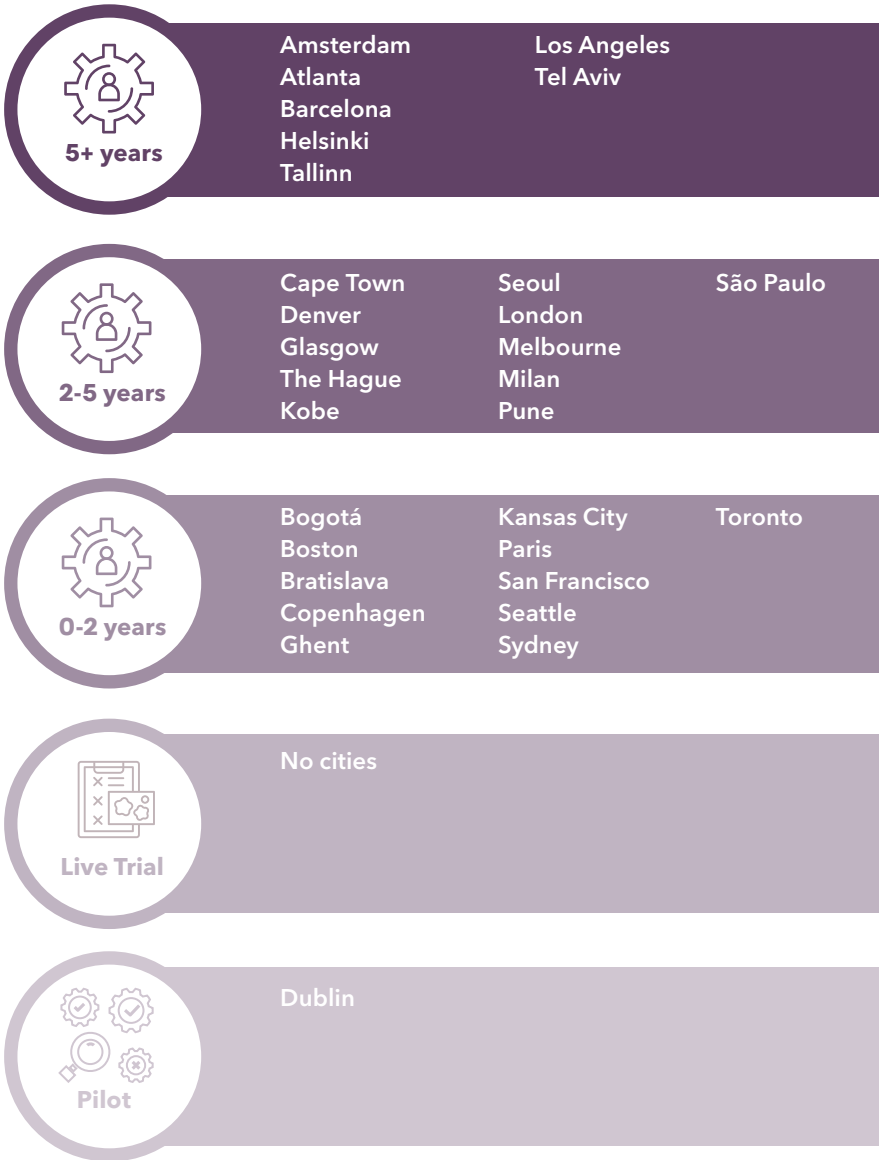 5+ years
Amsterdam
Atlanta
Barcelona
Helsinki
Tallinn
Los Angeles
Tel Aviv
2-5 years
Cape Town
Denver
Glasgow
The Hague
Kobe
Seoul
London
Melbourne
Milan
Pune
São Paulo
0-2 years
Bogotá
Boston
Bratislava
Copenhagen
Ghent
Kansas City
Paris
San Francisco
Seattle
Sydney
Toronto
Live Trial
No cities
Pilot
Dublin